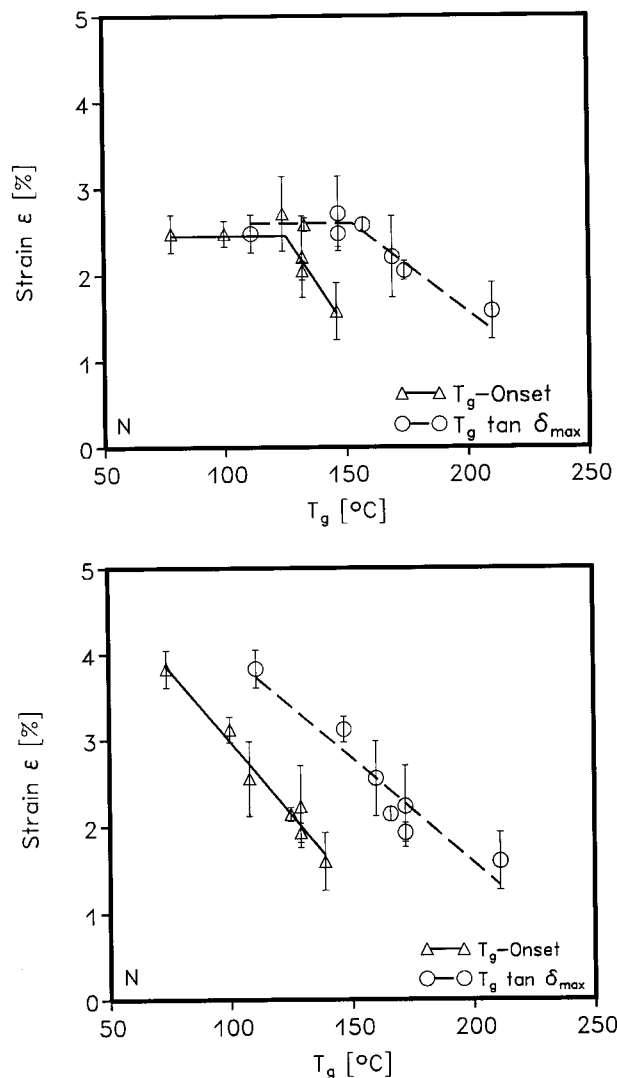 5
4
3
2
1
0
Strain ε [%]
N
T_g-Onset
T_g tan δ_max
50
100
150
200
250
T_g [°C]
5
4
3
2
1
0
Strain ε [%]
N
T_g-Onset
T_g tan δ_max
50
100
150
200
250
T_g [°C]